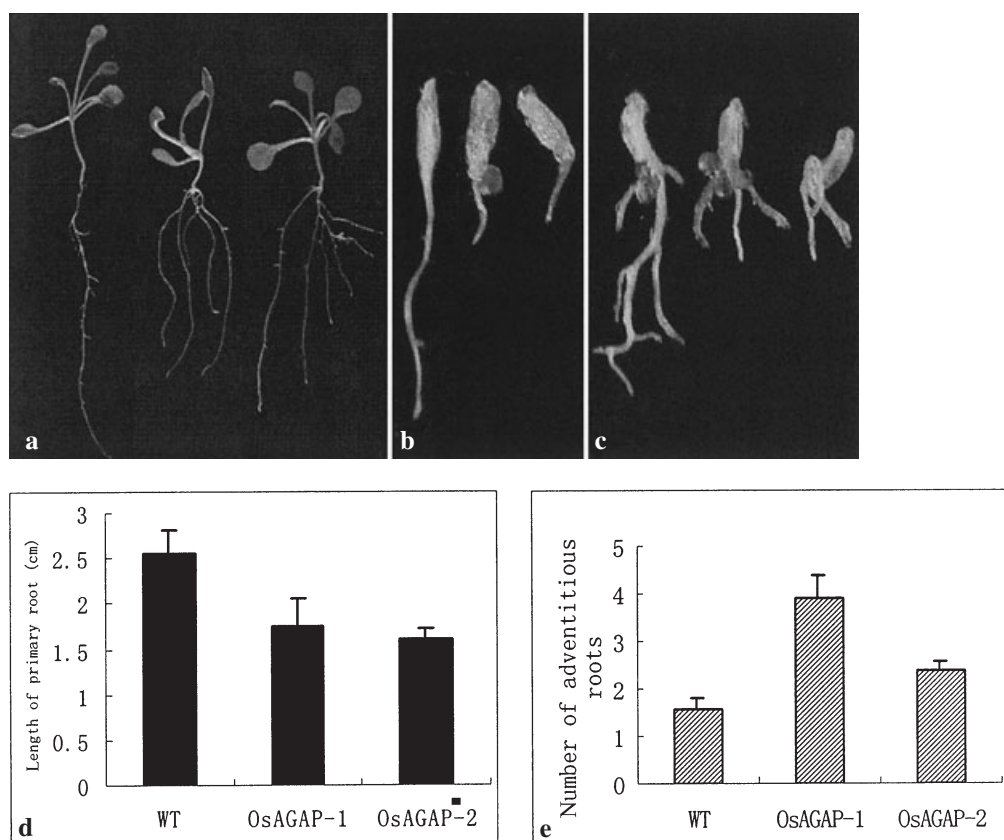 a
b
c
Length of primary root (cm)
3
2.5
2
1.5
1
0.5
0
WT
OsAGAP-1
OsAGAP-2
d
Number of adventitious
roots
5
4
3
2
1
0
WT
OsAGAP-1
OsAGAP-2
e